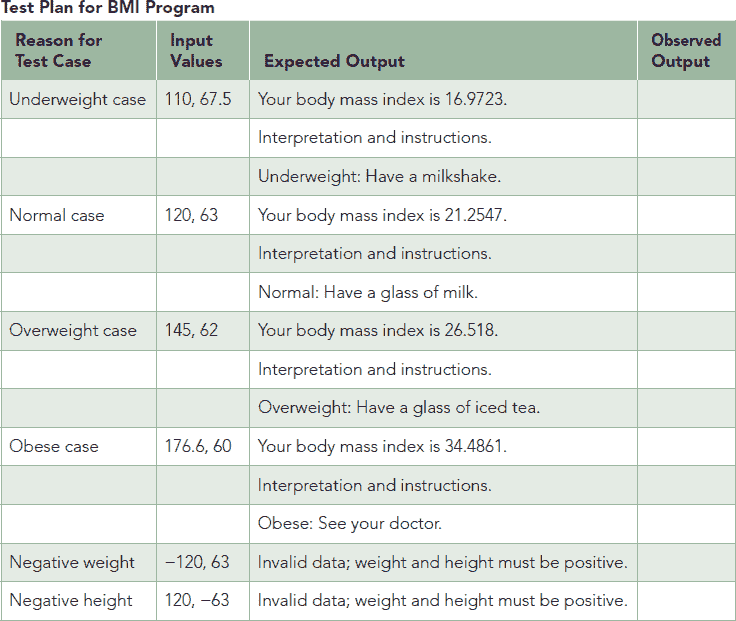 Test Plan for BMI Program
Reason for Test Case Input Values Expected Output Observed Output
Underweight case 110, 67.5 Your body mass index is 16.9723.
Interpretation and instructions.
Underweight: Have a milkshake.
Normal case 120, 63 Your body mass index is 21.2547.
Interpretation and instructions.
Normal: Have a glass of milk.
Overweight case 145, 62 Your body mass index is 26.518.
Interpretation and instructions.
Overweight: Have a glass of iced tea.
Obese case 176.6, 60 Your body mass index is 34.4861.
Interpretation and instructions.
Obese: See your doctor.
Negative weight −120, 63 Invalid data; weight and height must be positive.
Negative height 120, −63 Invalid data; weight and height must be positive.